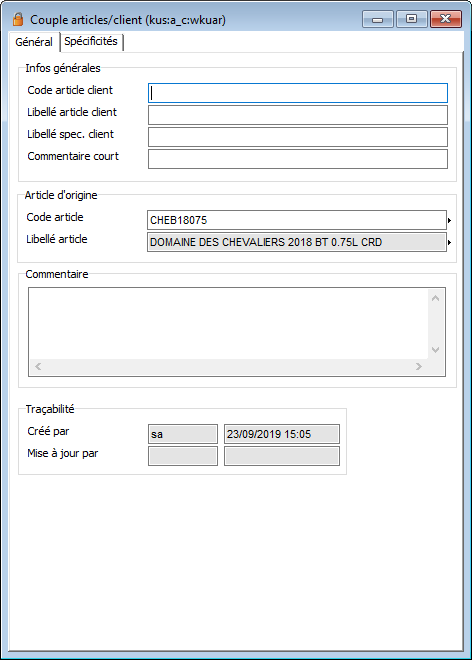 Couple articles/client (kus:a_c:wkuar)
Général Spécificités
Infos générales
Code article client
Libellé article client
Libellé spec. client
Commentaire court
Article d'origine
Code article CHEB18075
Libellé article DOMAINE DES CHEVALIERS 2018 BT 0.75L CRD
Commentaire
Traçabilité
Créé par sa 23/09/2019 15:05
Mise à jour par